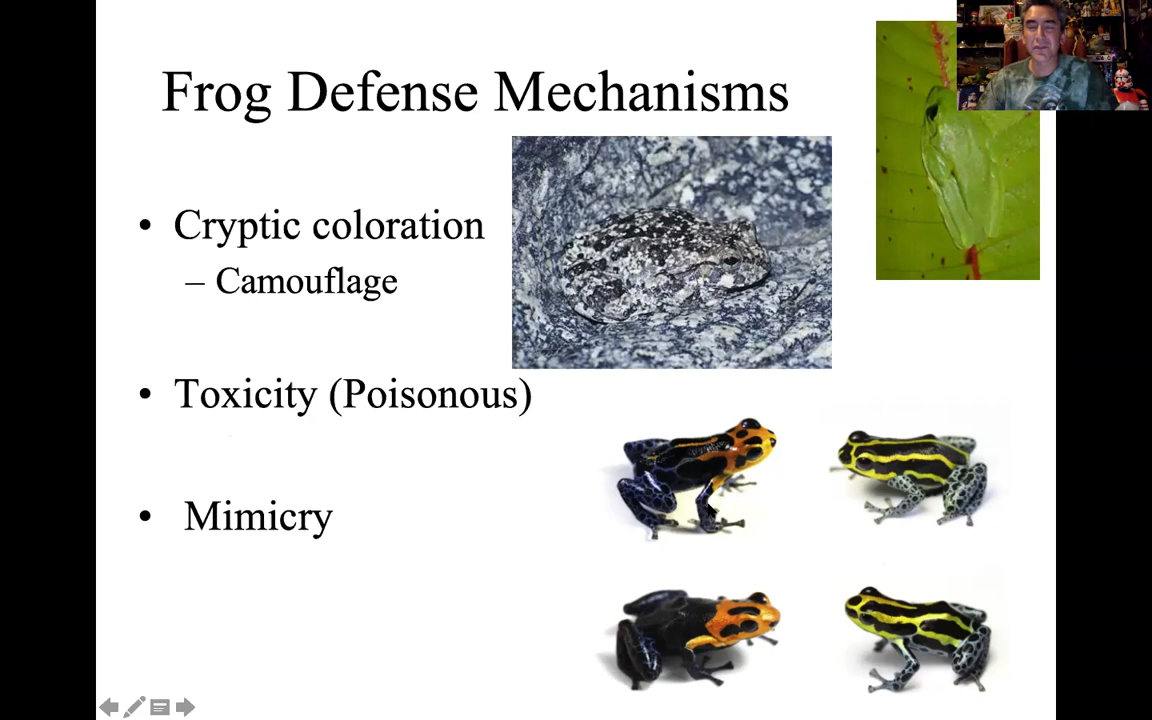 Frog Defense Mechanisms
• Cryptic coloration
– Camouflage
• Toxicity (Poisonous)
• Mimicry